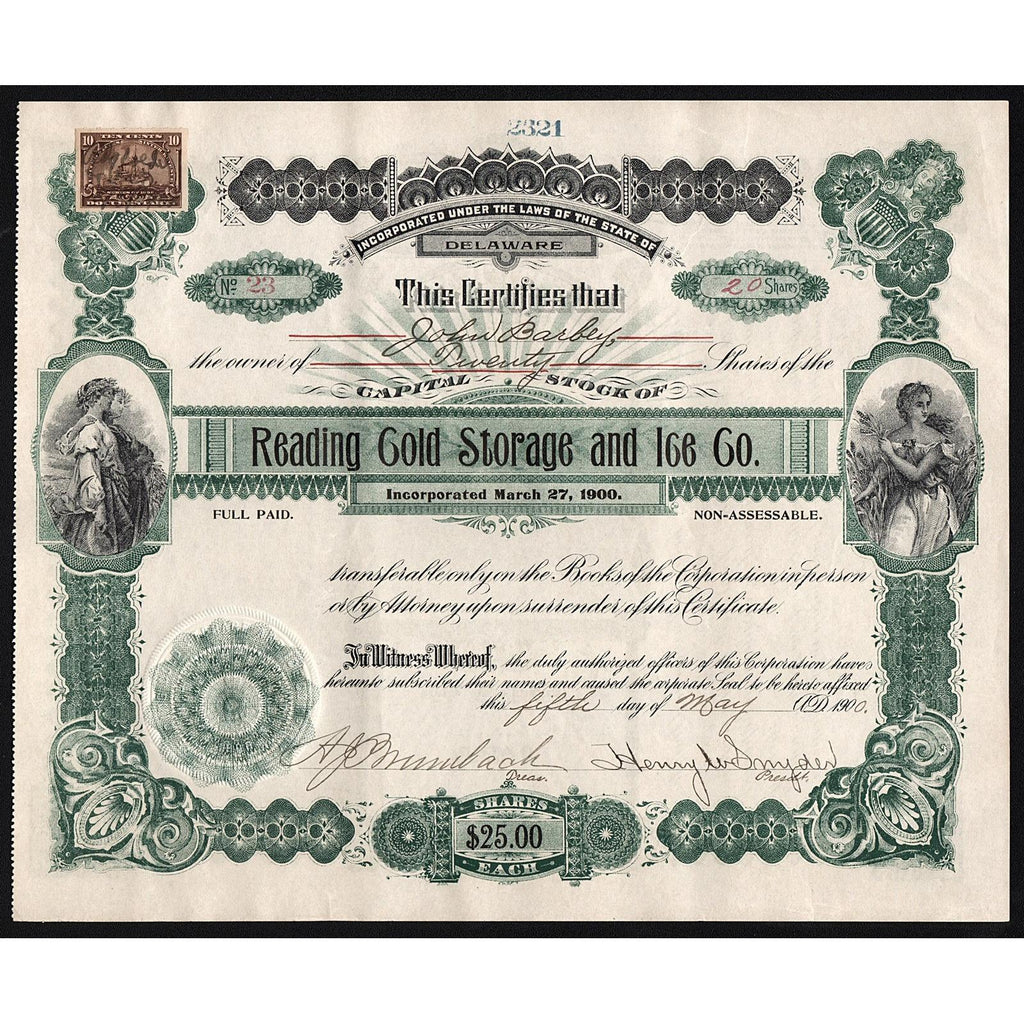 2321
10 TEN CENTS 10
INCORPORATED UNDER THE LAWS OF THE STATE OF
DELAWARE
No. 23
This Certifies that
20 Shares
John Barbey
the owner of Twenty Shares of the
CAPITAL STOCK OF
Reading Cold Storage and Ice Co.
Incorporated March 27, 1900.
FULL PAID.
NON-ASSESSABLE.
transferable only on the Books of the Corporation in person
or by Attorney upon surrender of this Certificate.
In Witness Whereof, the duly authorized officers of this Corporation have
hereunto subscribed their names and caused the corporate Seal to be hereto affixed
this fifth day of May A.D. 1900.
Henry W Snyder
Treas. Presdt.
SHARES
$25.00
EACH